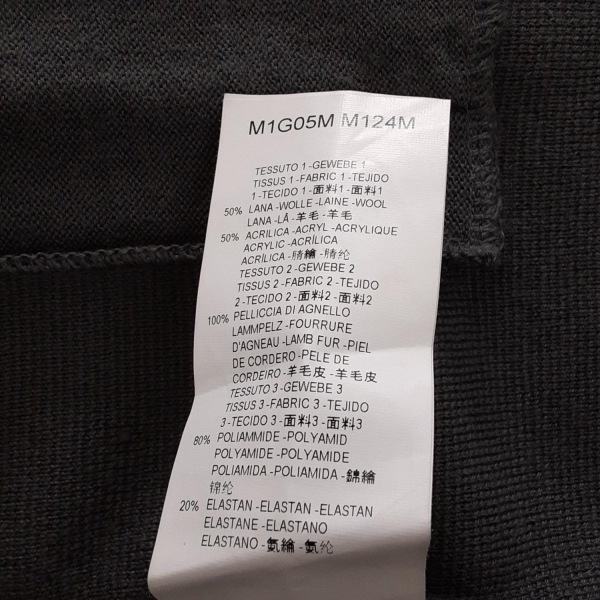 M1G05M M124M
TESSUTO 1 -GEWEBE 1
TISSUS 1 -FABRIC 1 -TEJIDO
1 -TECIDO 1 -面料1 -面料1
50% LANA -WOLLE -LAINE -WOOL
LANA -LÃ -羊毛 -羊毛
50% ACRILICA -ACRYL -ACRYLIQUE
ACRYLIC -ACRÍLICA
ACRÍLICA -腈綸 -腈纶
TESSUTO 2 -GEWEBE 2
TISSUS 2 -FABRIC 2 -TEJIDO
2 -TECIDO 2 -面料2 -面料2
100% PELLICCIA DI AGNELLO
LAMMPELZ -FOURRURE
D'AGNEAU -LAMB FUR -PIEL
DE CORDERO -PELE DE
CORDEIRO -羊毛皮 -羊毛皮
TESSUTO 3 -GEWEBE 3
TISSUS 3 -FABRIC 3 -TEJIDO
3 -TECIDO 3 -面料3 -面料3
80% POLIAMMIDE -POLYAMID
POLYAMIDE -POLYAMIDE
POLIAMIDA -POLIAMIDA -錦綸
锦纶
20% ELASTAN -ELASTAN -ELASTAN
ELASTANE -ELASTANO
ELASTANO -氨綸 -氨纶